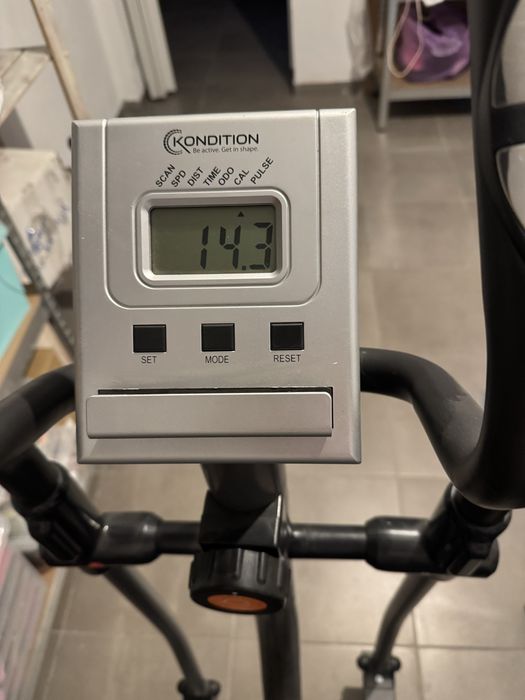 KONDITION
Be active. Get in shape.
SCAN SPD DIST TIME ODO CAL PULSE
14.3
SET MODE RESET